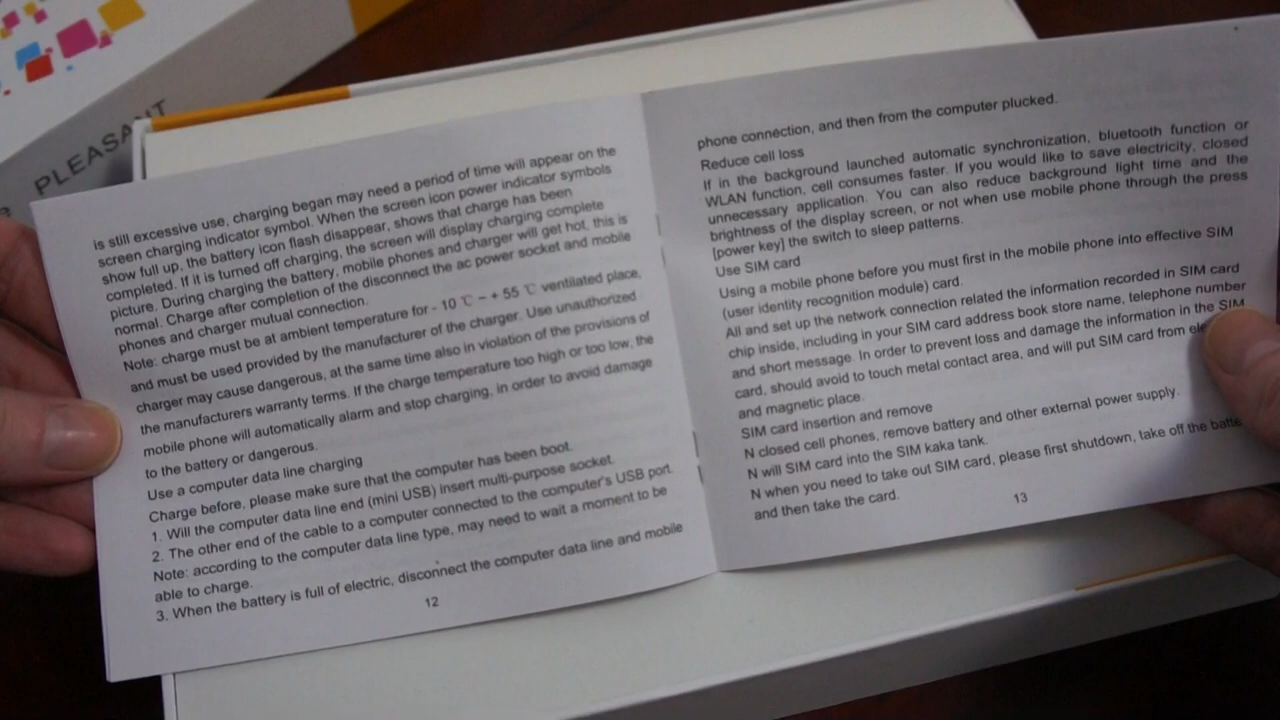 PLEASANT
is still excessive use, charging began may need a period of time will appear on the
screen charging indicator symbol. When the screen icon power indicator symbols
show full up, the battery icon flash disappear, shows that charge has been
completed. If it is turned off charging, the screen will display charging complete
picture. During charging the battery, mobile phones and charger will get hot, this is
normal. Charge after completion of the disconnect the ac power socket and mobile
phones and charger mutual connection.
Note: charge must be at ambient temperature for - 10 ℃ ~ + 55 ℃ ventilated place,
and must be used provided by the manufacturer of the charger. Use unauthorized
charger may cause dangerous, at the same time also in violation of the provisions of
the manufacturers warranty terms. If the charge temperature too high or too low, the
mobile phone will automatically alarm and stop charging, in order to avoid damage
to the battery or dangerous.
Use a computer data line charging
Charge before, please make sure that the computer has been boot.
1. Will the computer data line end (mini USB) insert multi-purpose socket.
2. The other end of the cable to a computer connected to the computer's USB port.
Note: according to the computer data line type, may need to wait a moment to be
able to charge.
3. When the battery is full of electric, disconnect the computer data line and mobile
12
phone connection, and then from the computer plucked.
Reduce cell loss
If in the background launched automatic synchronization, bluetooth function or
WLAN function, cell consumes faster. If you would like to save electricity, closed
unnecessary application. You can also reduce background light time and the
brightness of the display screen, or not when use mobile phone through the press
[power key] the switch to sleep patterns.
Use SIM card
Using a mobile phone before you must first in the mobile phone into effective SIM
(user identity recognition module) card.
All and set up the network connection related the information recorded in SIM card
chip inside, including in your SIM card address book store name, telephone number
and short message. In order to prevent loss and damage the information in the SIM
card, should avoid to touch metal contact area, and will put SIM card from
and magnetic place.
SIM card insertion and remove
N closed cell phones, remove battery and other external power supply.
N will SIM card into the SIM kaka tank.
N when you need to take out SIM card, please first shutdown, take off the
and then take the card.
13